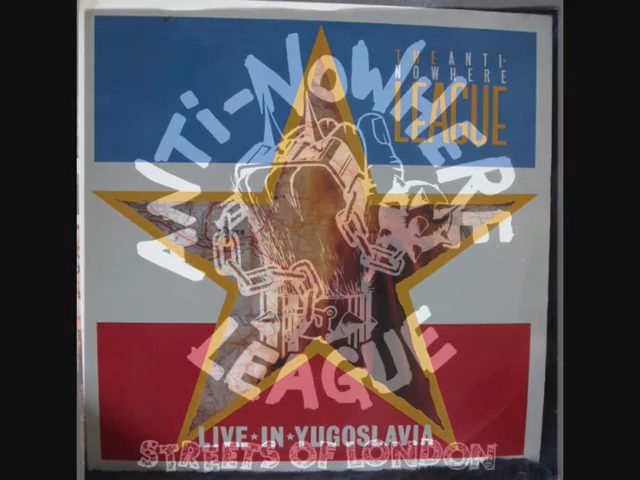 THE ANTI-
NOWHERE
LEAGUE
ANTi-NOWHERE
LEAGUE
LIVE★IN★YUGOSLAVIA
STREETS OF LONDON